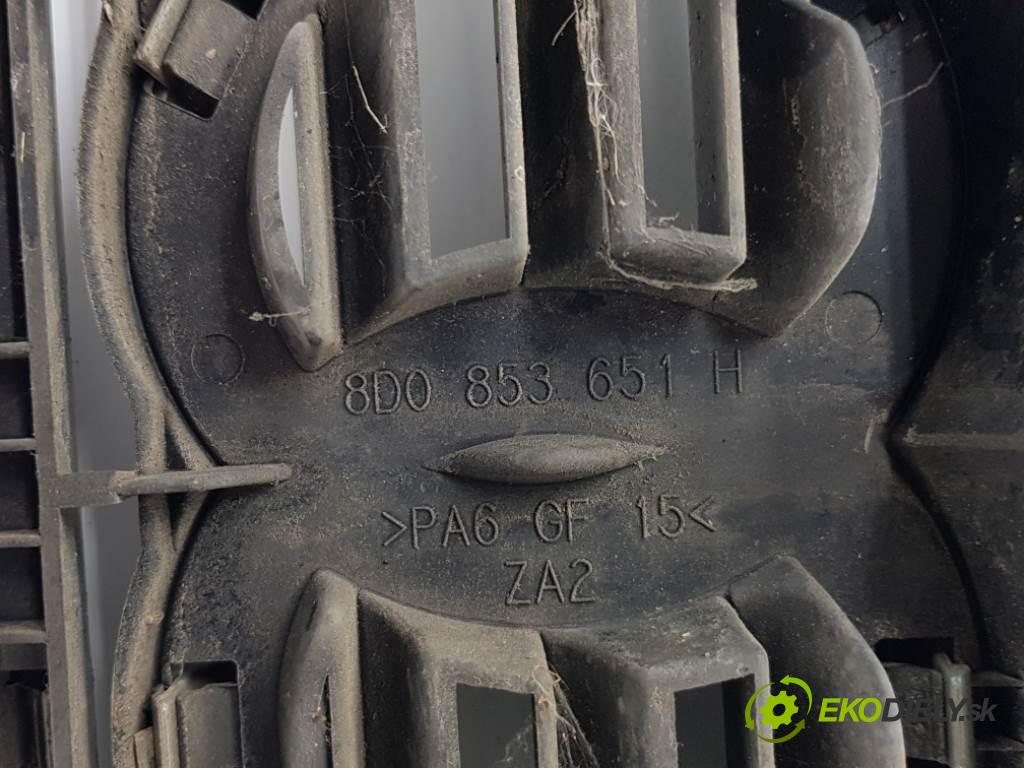 8D0 853 651 H
>PA6 GF 15<
ZA2
EKODIELY.sk